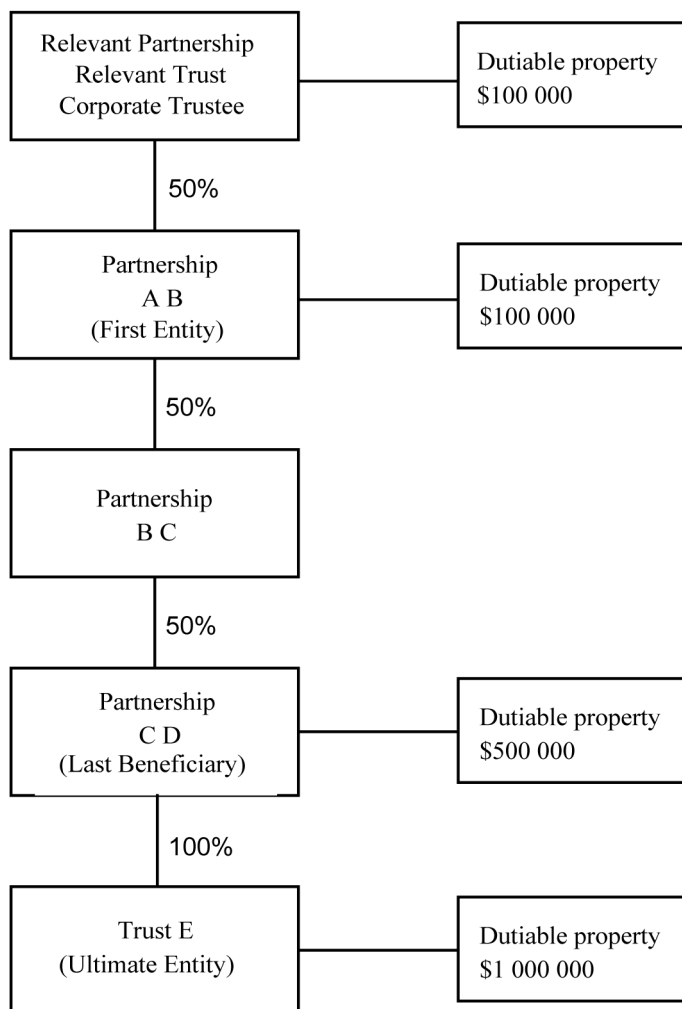 Relevant Partnership
Relevant Trust
Corporate Trustee
Dutiable property
$100 000
50%
Partnership
A B
(First Entity)
Dutiable property
$100 000
50%
Partnership
B C
50%
Partnership
C D
(Last Beneficiary)
Dutiable property
$500 000
100%
Trust E
(Ultimate Entity)
Dutiable property
$1 000 000